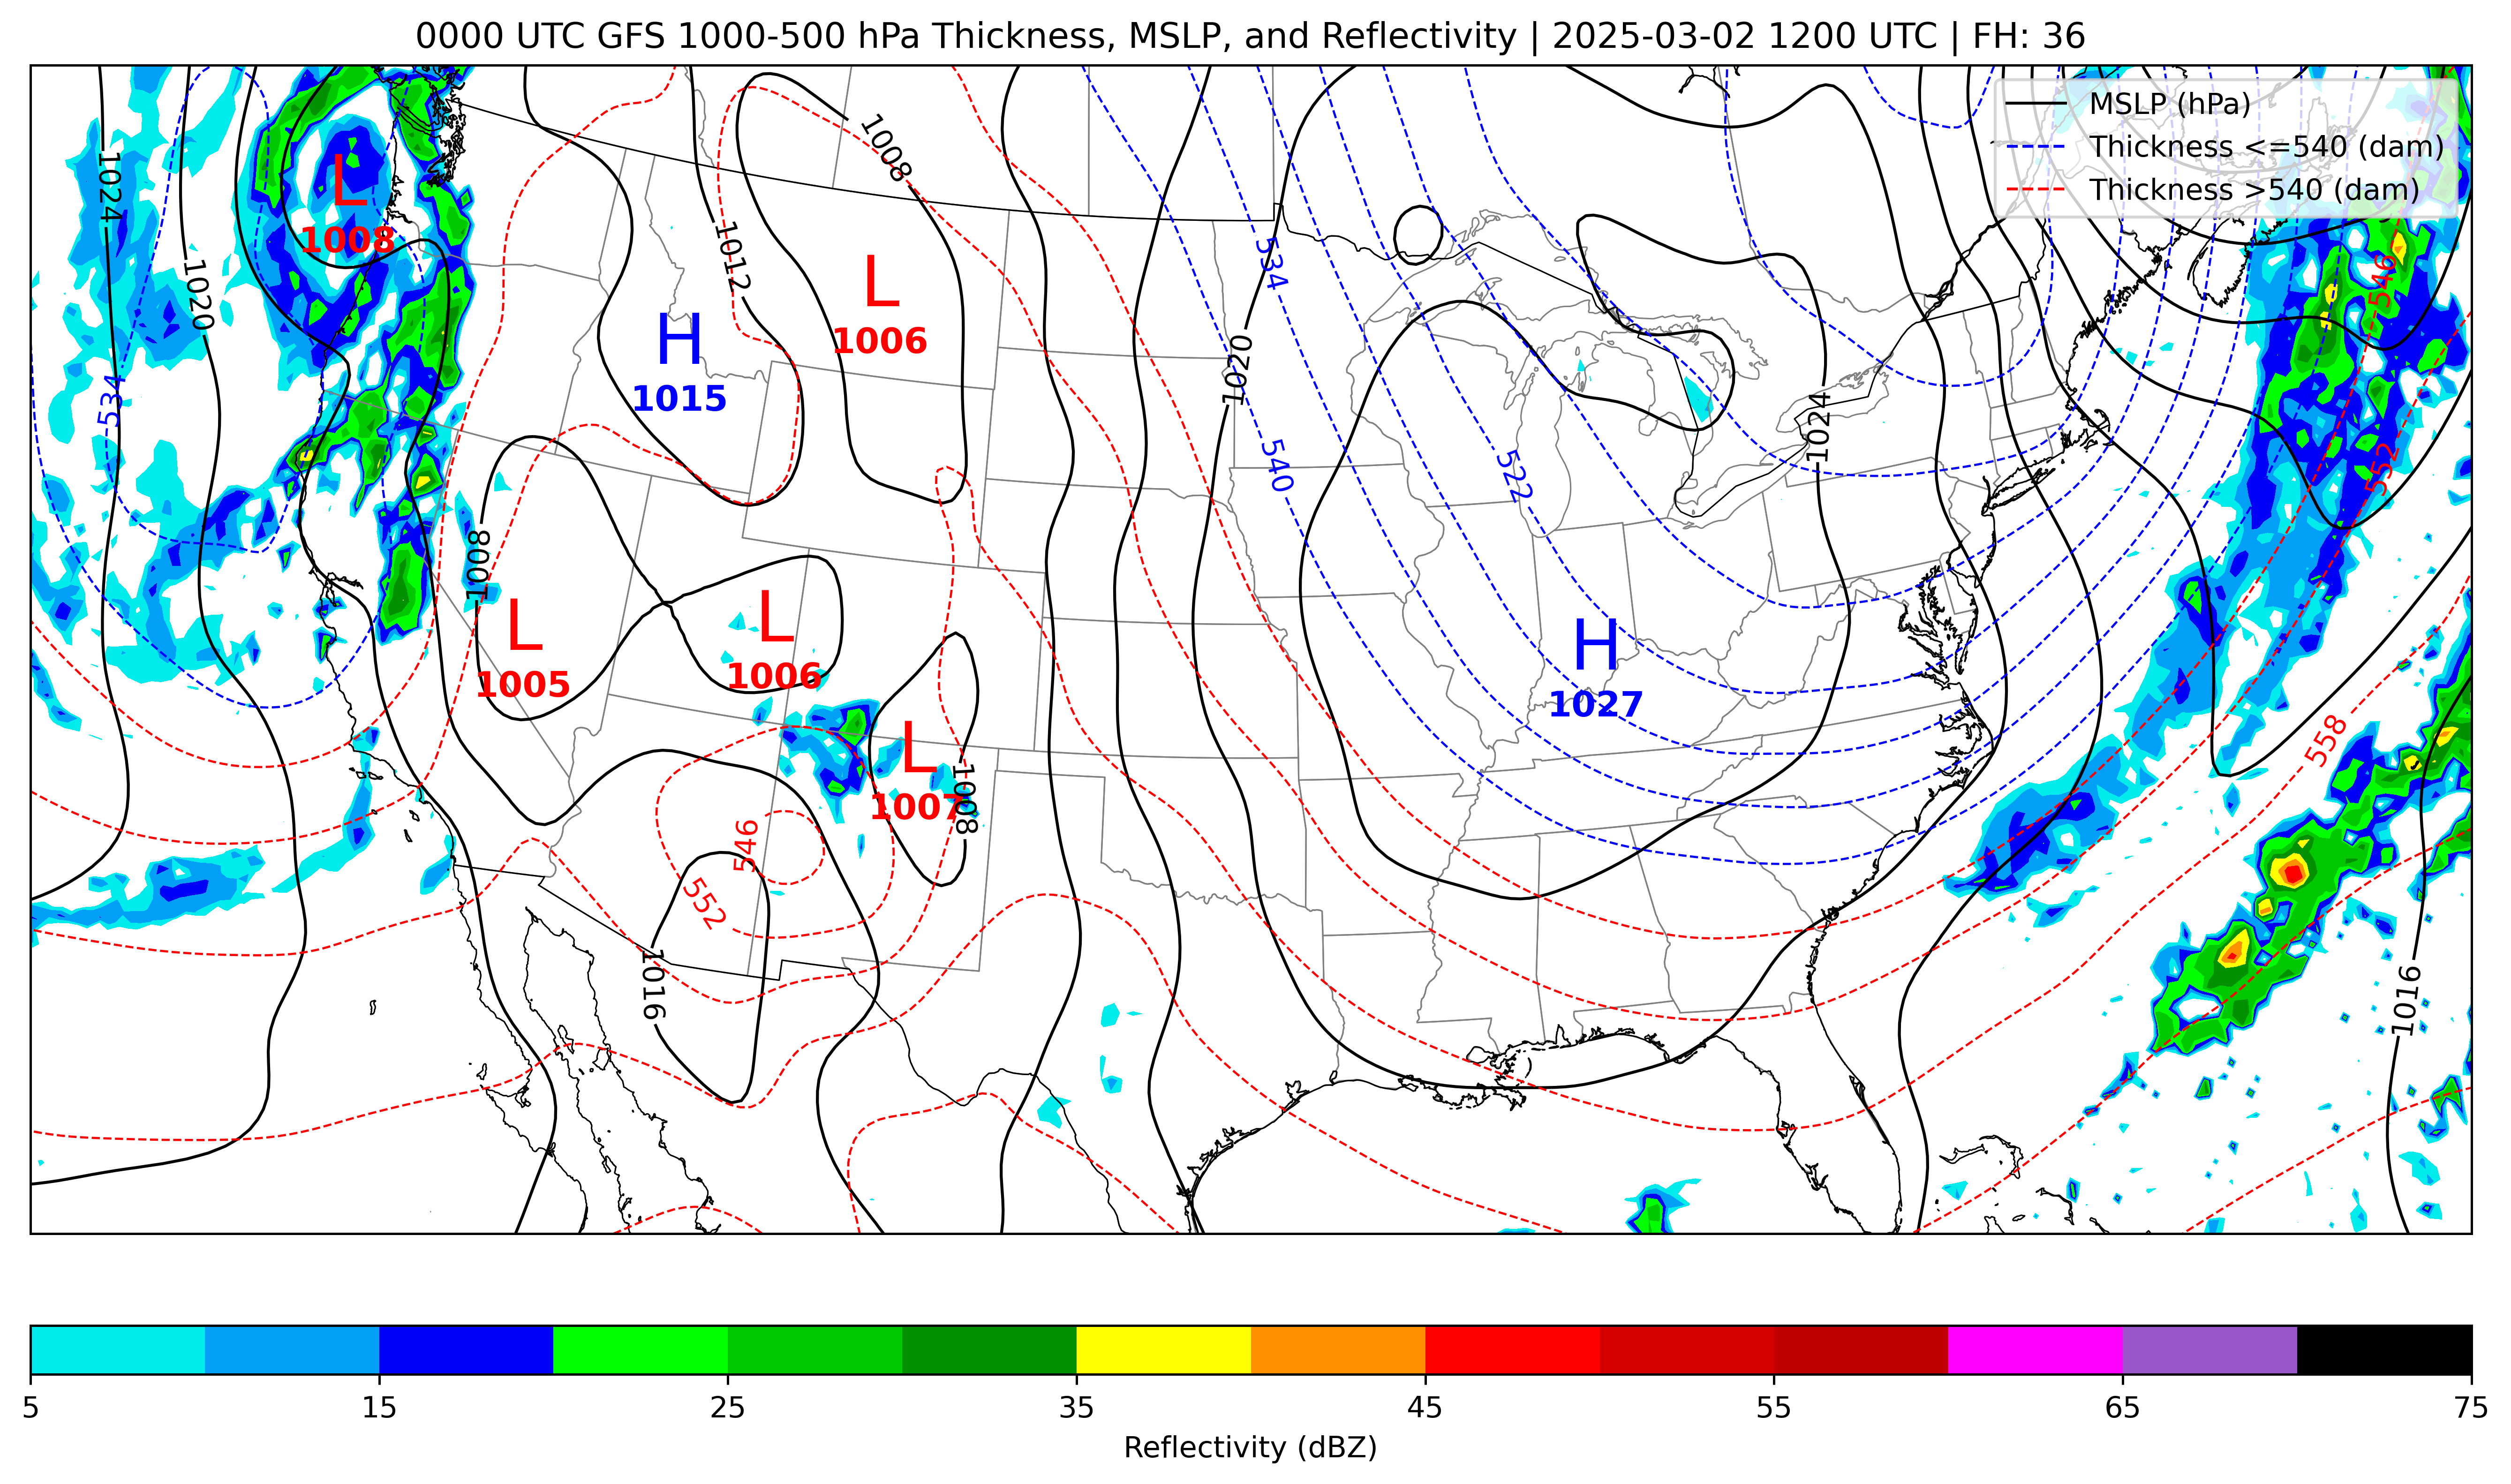 0000 UTC GFS 1000-500 hPa Thickness, MSLP, and Reflectivity | 2025-03-02 1200 UTC | FH: 36
MSLP (hPa)
Thickness <=540 (dam)
Thickness >540 (dam)
1024
1020
L
1008
1008
1012
L
1006
H
1015
534
534
540
522
1020
1024
546
552
558
1008
L
1005
L
1006
L
1007
1008
H
1027
546
552
1016
1016
5
15
25
35
45
55
65
75
Reflectivity (dBZ)